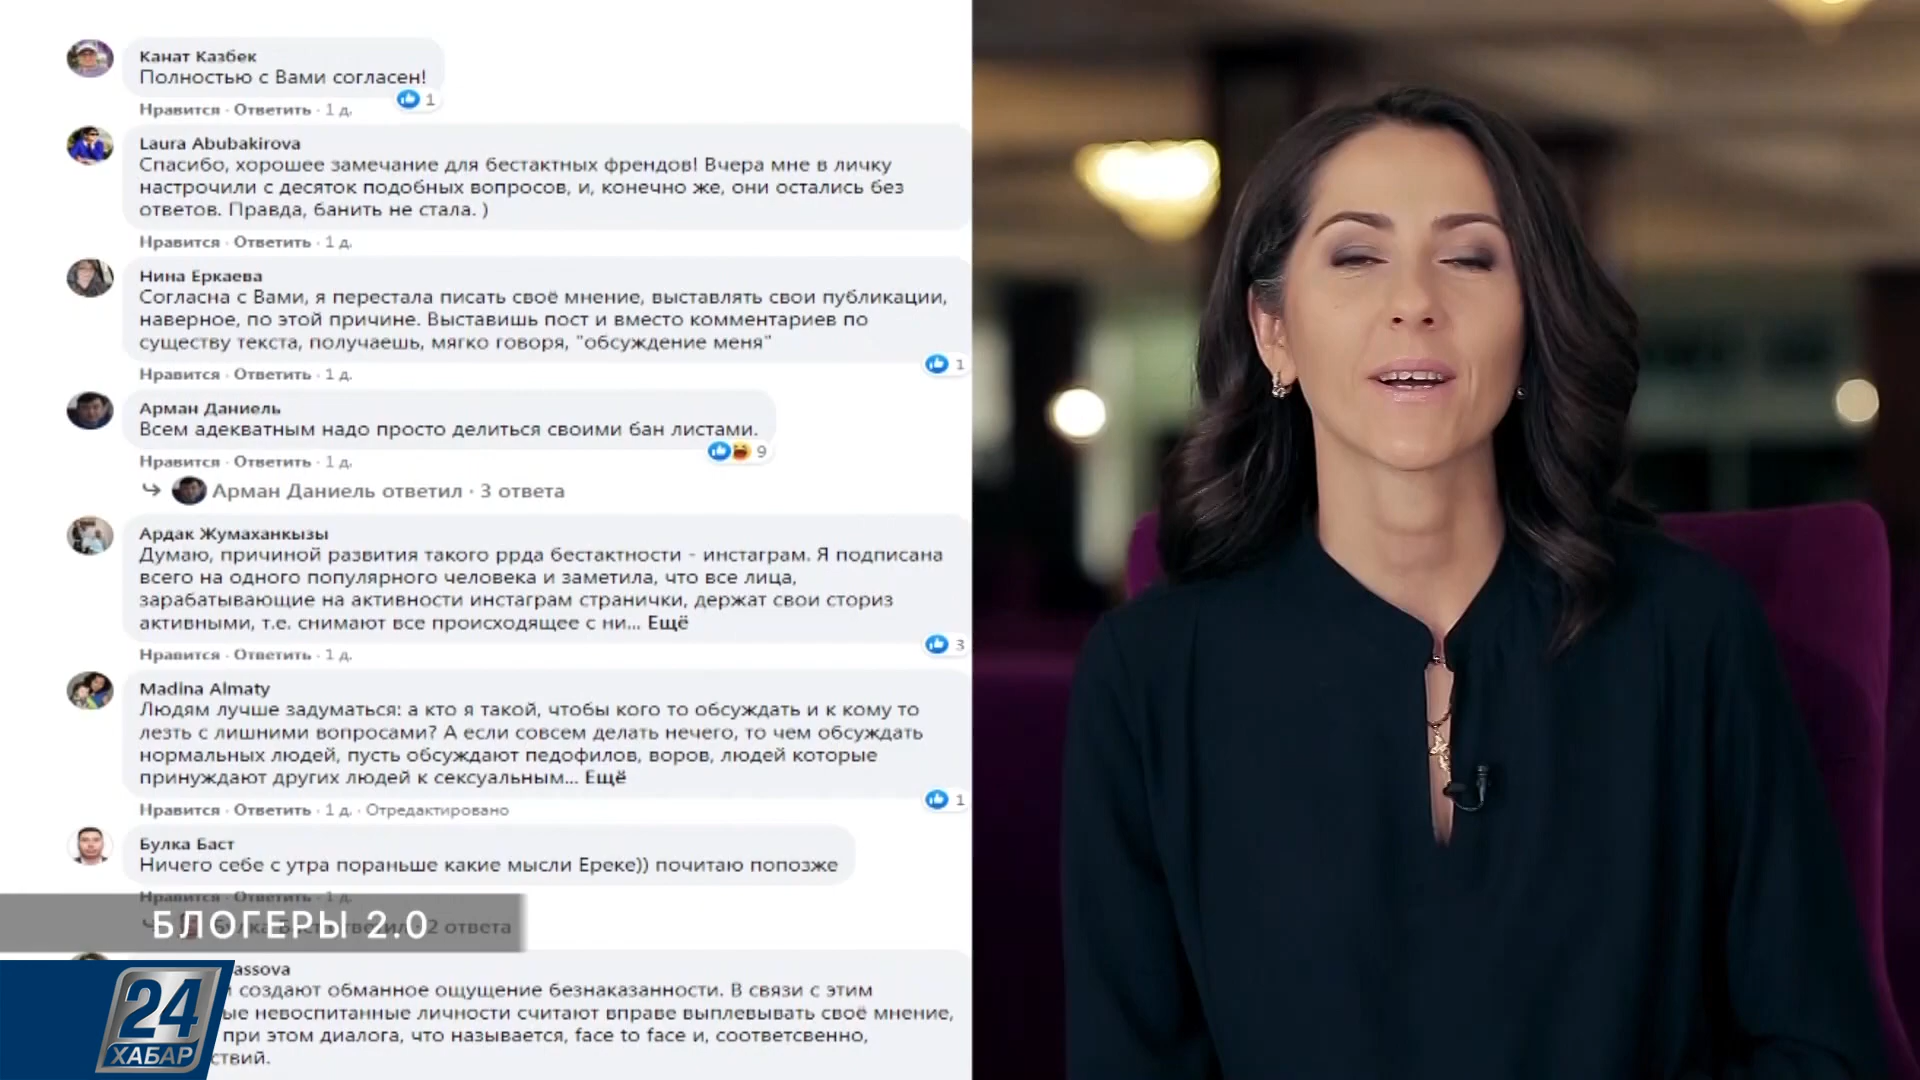 Канат Казбек
Полностью с Вами согласен!
1
Нравится · Ответить · 1 д.
Laura Abubakirova
Спасибо, хорошее замечание для бестактных френдов! Вчера мне в личку
настрочили с десяток подобных вопросов, и, конечно же, они остались без
ответов. Правда, банить не стала. )
Нравится · Ответить · 1 д.
Нина Еркаева
Согласна с Вами, я перестала писать своё мнение, выставлять свои публикации,
наверное, по этой причине. Выставишь пост и вместо комментариев по
существу текста, получаешь, мягко говоря, "обсуждение меня"
1
Нравится · Ответить · 1 д.
Арман Даниель
Всем адекватным надо просто делиться своими бан листами.
9
Нравится · Ответить · 1 д.
Арман Даниель ответил · 3 ответа
Ардак Жумаханкызы
Думаю, причиной развития такого ррда бестактности - инстаграм. Я подписана
всего на одного популярного человека и заметила, что все лица,
зарабатывающие на активности инстаграм странички, держат свои сториз
активными, т.е. снимают все происходящее с ни... Ещё
3
Нравится · Ответить · 1 д.
Madina Almaty
Людям лучше задуматься: а кто я такой, чтобы кого то обсуждать и к кому то
лезть с лишними вопросами? А если совсем делать нечего, то чем обсуждать
нормальных людей, пусть обсуждают педофилов, воров, людей которые
принуждают других людей к сексуальным... Ещё
1
Нравится · Ответить · 1 д. · Отредактировано
Булка Баст
Ничего себе с утра пораньше какие мысли Ереке)) почитаю попозже
Нравится · Ответить · 1 д.
Булка Баст ответил · 2 ответа
БЛОГЕРЫ 2.0
assova
создают обманное ощущение безнаказанности. В связи с этим
ые невоспитанные личности считают вправе выплевывать своё мнение,
при этом диалога, что называется, face to face и, соответсвенно,
ствий.
24
ХАБАР